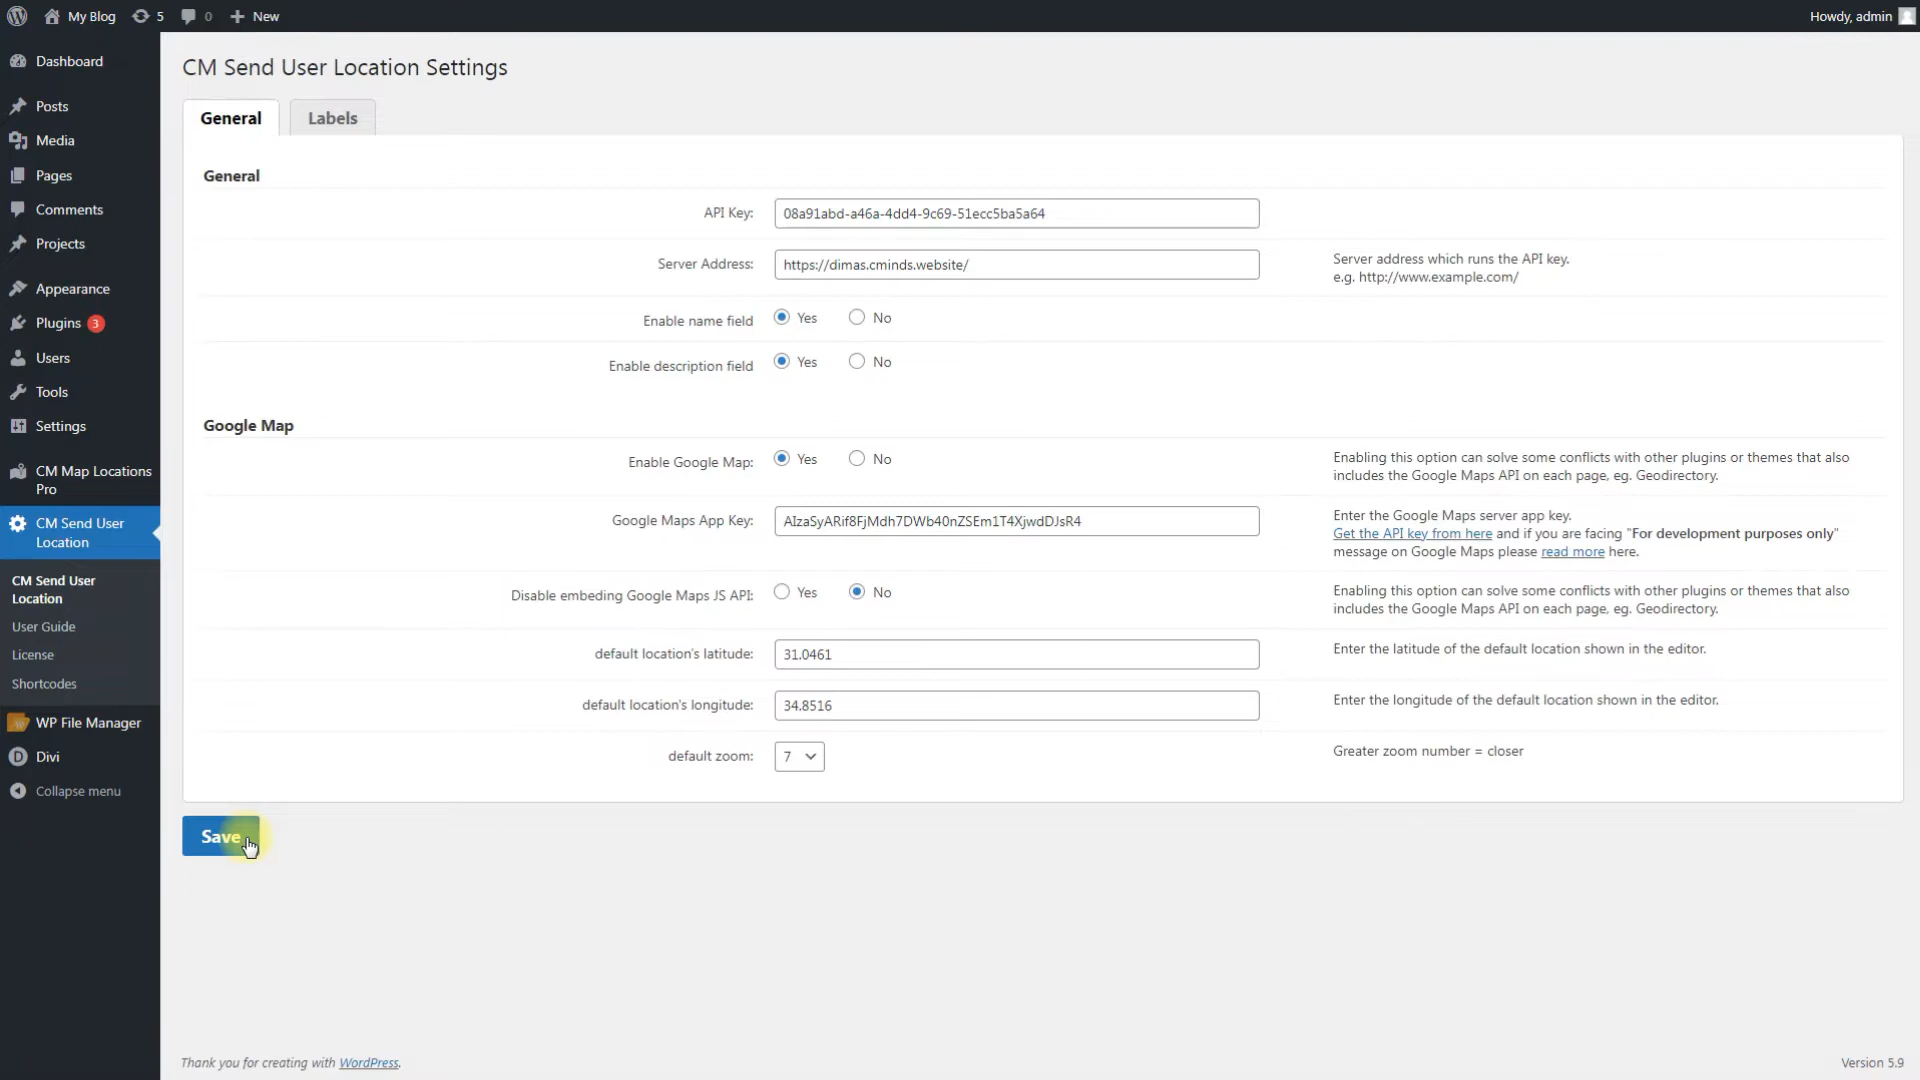 My Blog 5 0 New Howdy, admin
Dashboard
Posts
Media
Pages
Comments
Projects
Appearance
Plugins 3
Users
Tools
Settings
CM Map Locations
Pro
CM Send User
Location
CM Send User
Location
User Guide
License
Shortcodes
WP File Manager
D Divi
Collapse menu
CM Send User Location Settings
General Labels
General
API Key: 08a91abd-a46a-4dd4-9c69-51ecc5ba5a64
Server Address: https://dimas.cminds.website/
Server address which runs the API key.
e.g. http://www.example.com/
Enable name field Yes No
Enable description field Yes No
Google Map
Enable Google Map: Yes No
Enabling this option can solve some conflicts with other plugins or themes that also
includes the Google Maps API on each page, eg. Geodirectory.
Google Maps App Key: AIzaSyARif8FjMdh7DWb40nZSEm1T4XjwdDJsR4
Enter the Google Maps server app key.
Get the API key from here and if you are facing "For development purposes only"
message on Google Maps please read more here.
Disable embeding Google Maps JS API: Yes No
Enabling this option can solve some conflicts with other plugins or themes that also
includes the Google Maps API on each page, eg. Geodirectory.
default location's latitude: 31.0461 Enter the latitude of the default location shown in the editor.
default location's longitude: 34.8516 Enter the longitude of the default location shown in the editor.
default zoom: 7 Greater zoom number = closer
Save
Thank you for creating with WordPress. Version 5.9